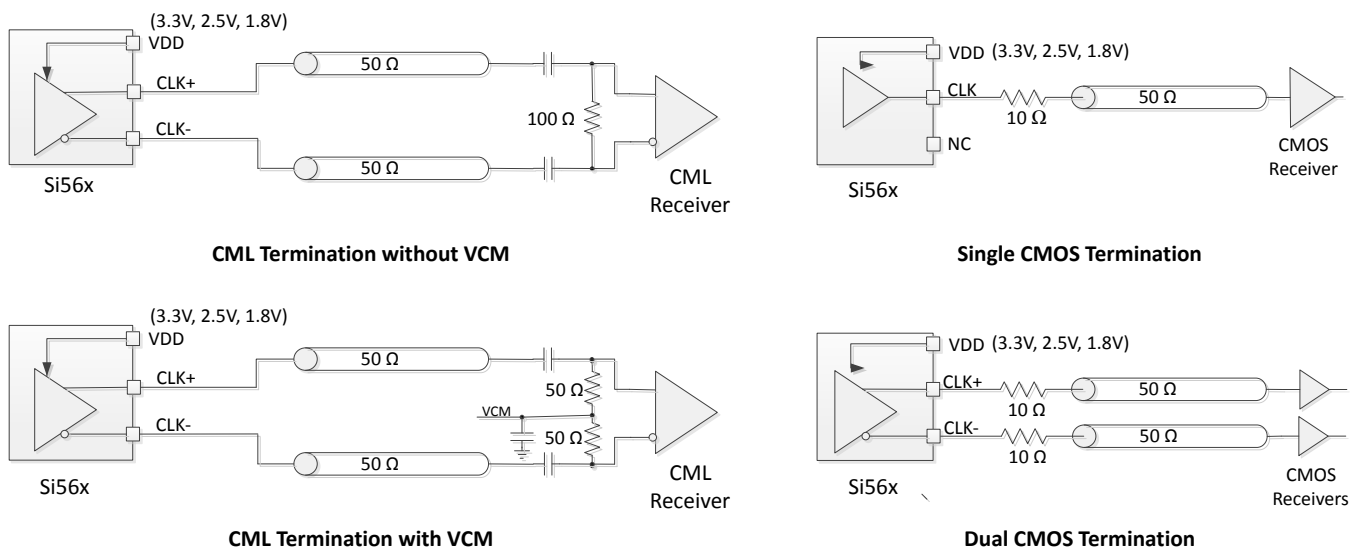 (3.3V, 2.5V, 1.8V)
VDD
CLK+
CLK-
50 Ω
50 Ω
100 Ω
Si56x
CML
Receiver
CML Termination without VCM
VDD (3.3V, 2.5V, 1.8V)
CLK
10 Ω
50 Ω
NC
CMOS
Receiver
Si56x
Single CMOS Termination
(3.3V, 2.5V, 1.8V)
VDD
CLK+
CLK-
50 Ω
50 Ω
50 Ω
VCM
50 Ω
Si56x
CML
Receiver
CML Termination with VCM
VDD (3.3V, 2.5V, 1.8V)
CLK+
10 Ω
50 Ω
CLK-
10 Ω
50 Ω
Si56x
CMOS
Receivers
Dual CMOS Termination